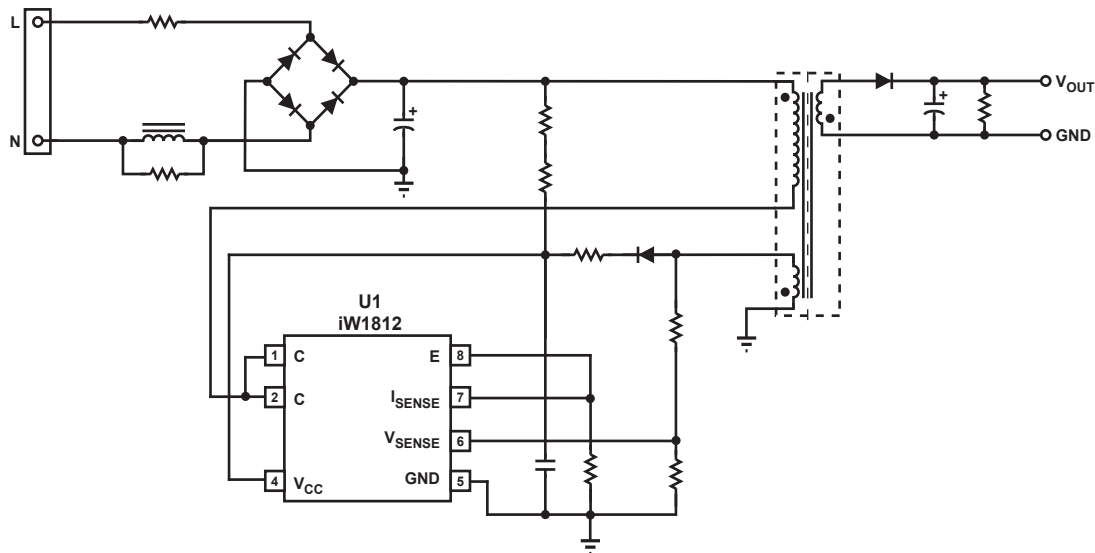 L
N
+
+
V_OUT
GND
U1
iW1812
1 C
2 C
4 V_CC
E 8
I_SENSE 7
V_SENSE 6
GND 5